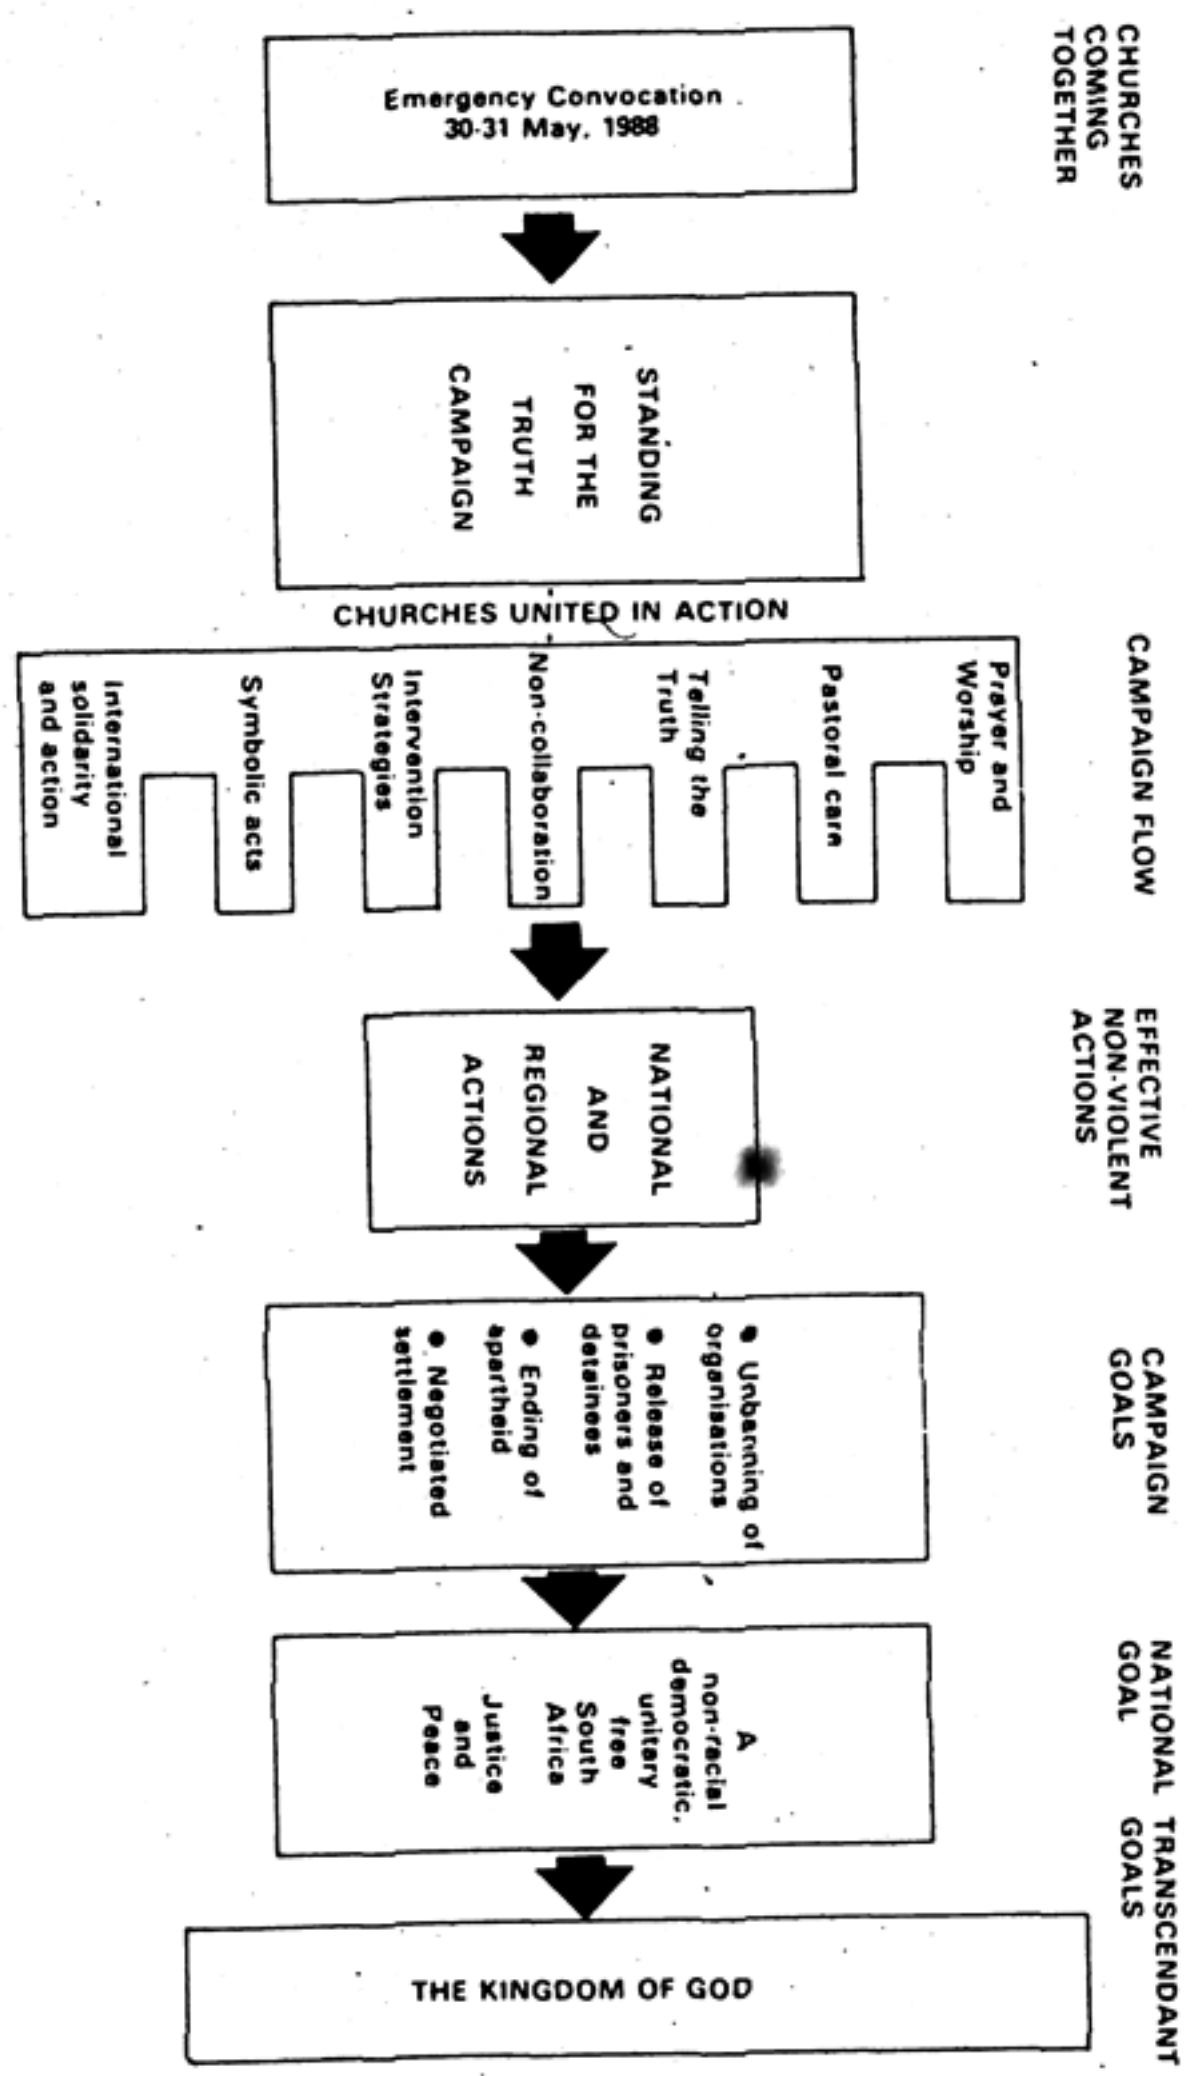 CHURCHES
COMING
TOGETHER
Emergency Convocation
30-31 May, 1988
STANDING
FOR THE
TRUTH
CAMPAIGN
CHURCHES UNITED IN ACTION
CAMPAIGN FLOW
Prayer and
Worship
Pastoral care
Telling the
Truth
Non-collaboration
Intervention
Strategies
Symbolic acts
International
solidarity
and action
EFFECTIVE
NON-VIOLENT
ACTIONS
NATIONAL
AND
REGIONAL
ACTIONS
CAMPAIGN
GOALS
● Unbanning of
organisations
● Release of
prisoners and
detainees
● Ending of
apartheid
● Negotiated
settlement
NATIONAL
GOAL
A
non-racial
democratic,
unitary
free
South
Africa
Justice
and
Peace
TRANSCENDANT
GOALS
THE KINGDOM OF GOD